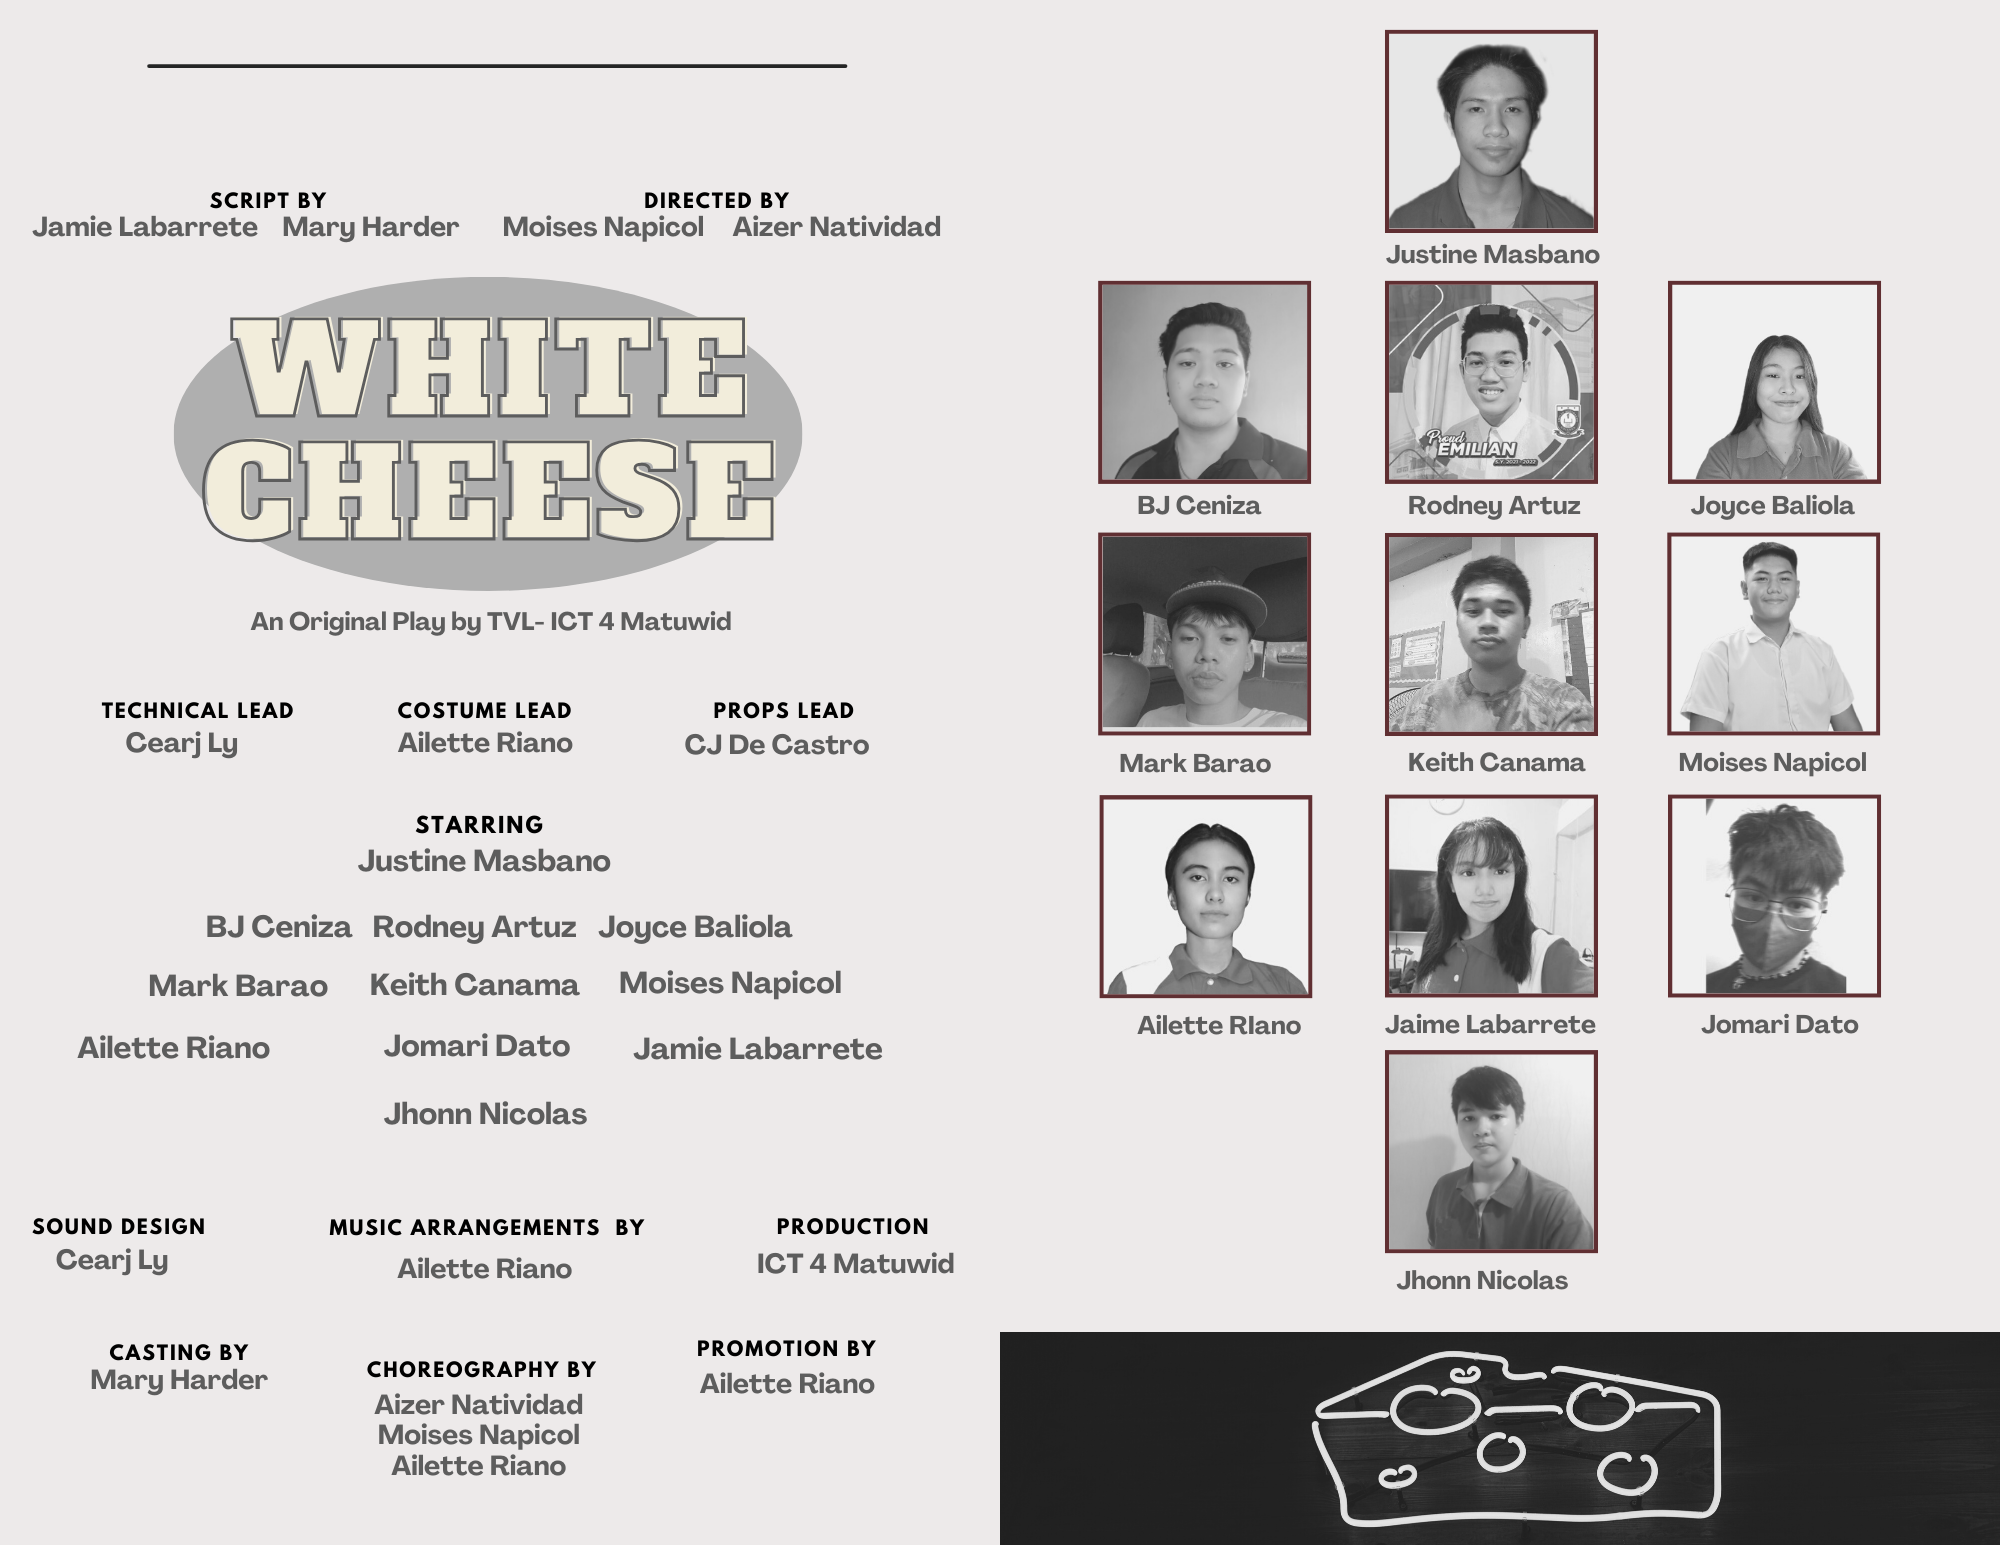 SCRIPT BY
Jamie Labarrete Mary Harder
DIRECTED BY
Moises Napicol Aizer Natividad
WHITE
CHEESE
An Original Play by TVL- ICT 4 Matuwid
TECHNICAL LEAD
Cearj Ly
COSTUME LEAD
Ailette Riano
PROPS LEAD
CJ De Castro
STARRING
Justine Masbano
BJ Ceniza Rodney Artuz Joyce Baliola
Mark Barao Keith Canama Moises Napicol
Ailette Riano Jomari Dato Jamie Labarrete
Jhonn Nicolas
SOUND DESIGN
Cearj Ly
MUSIC ARRANGEMENTS BY
Ailette Riano
PRODUCTION
ICT 4 Matuwid
CASTING BY
Mary Harder
CHOREOGRAPHY BY
Aizer Natividad
Moises Napicol
Ailette Riano
PROMOTION BY
Ailette Riano
Justine Masbano
Proud
EMILIAN
S.Y. 2021-2022
BJ Ceniza
Rodney Artuz
Joyce Baliola
Mark Barao
Keith Canama
Moises Napicol
Ailette RIano
Jaime Labarrete
Jomari Dato
Jhonn Nicolas